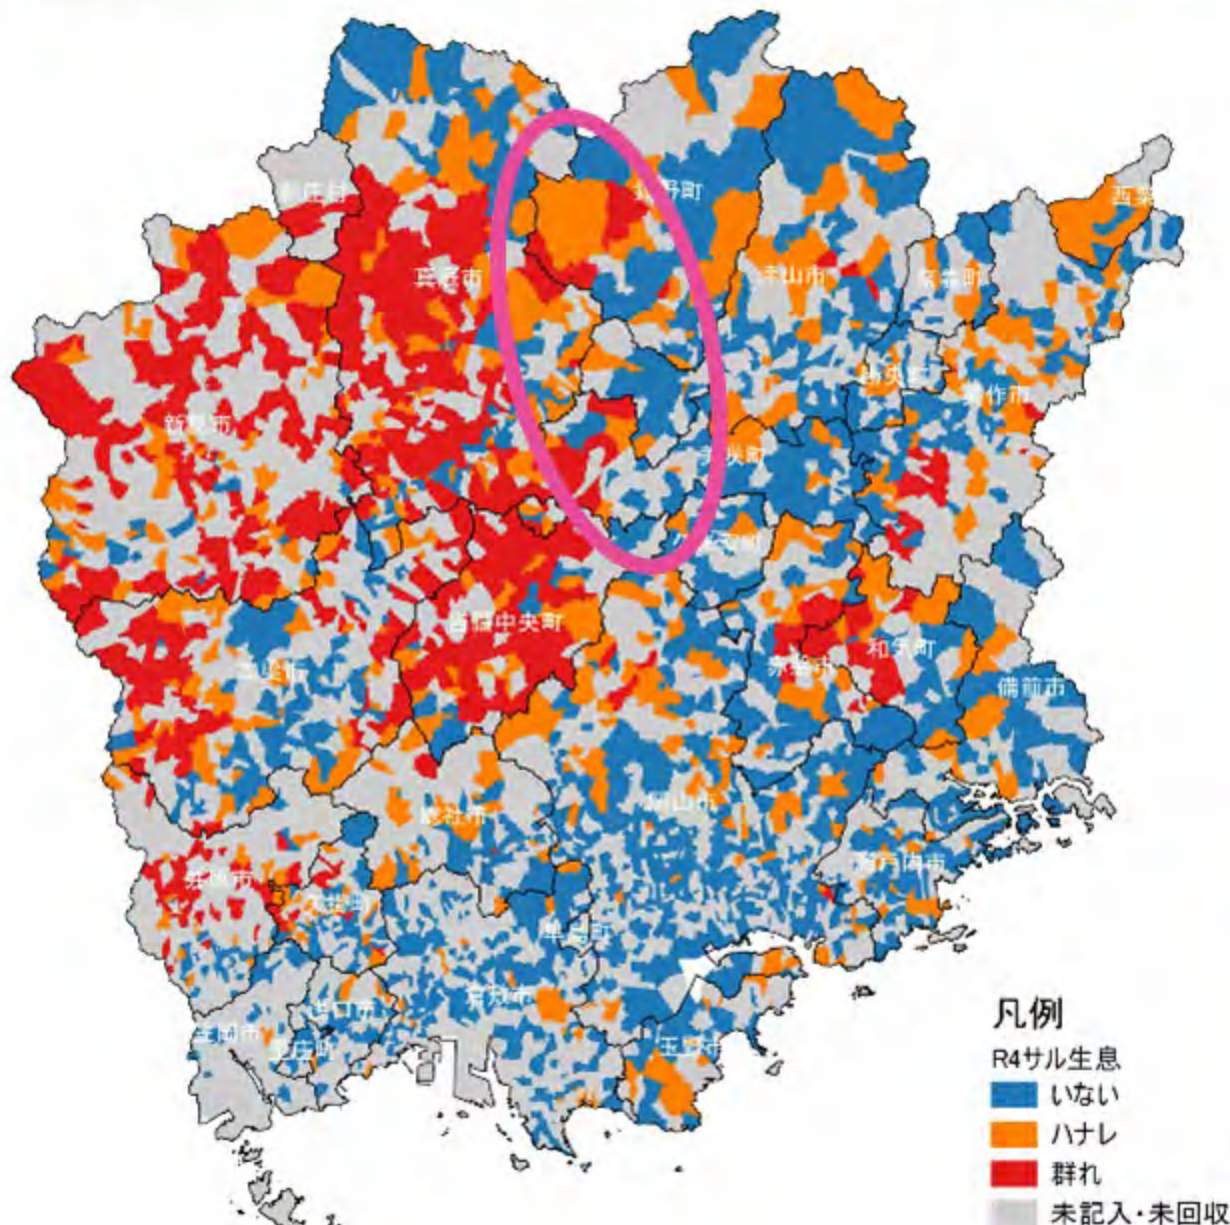 鏡野町
西粟
新庄村
真庭市
津山市
奈義町
勝央町
美作市
新見市
美咲町
久米南町
吉備中央町
和気町
赤磐市
高梁市
備前市
岡山市
総社市
瀬戸内市
井原市
矢掛町
早島町
倉敷市
浅口市
笠岡市
里庄町
玉野市
凡例
R4サル生息
いない
ハナレ
群れ
未記入・未回収